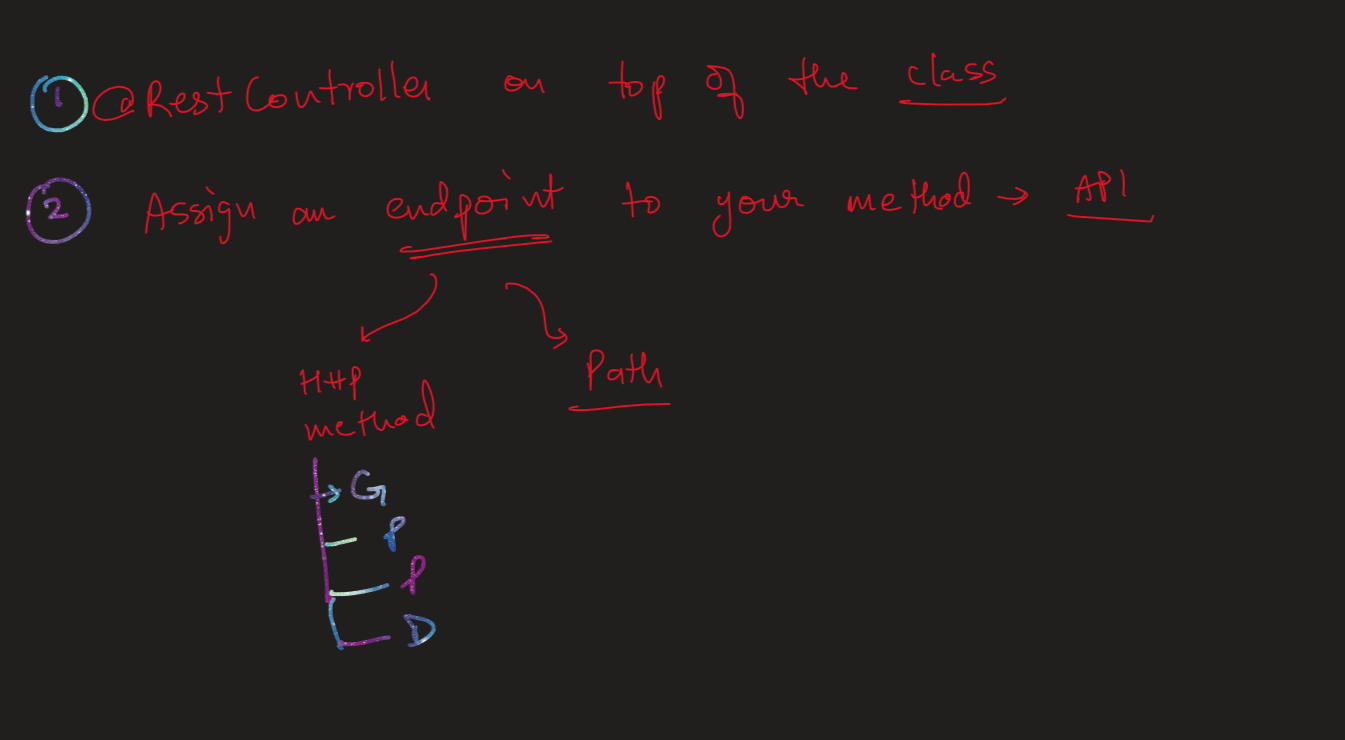 1 @RestController on top of the class
2 Assign an endpoint to your method → API
Http
method
Path
G
P
P
D